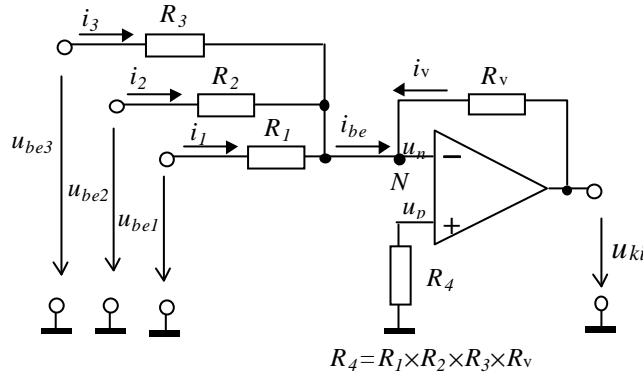 i3
R3
i2
R2
i1
R1
ibe
iv
Rv
ube3
ube2
ube1
un
N
up
R4
uki
R4=R1×R2×R3×Rv